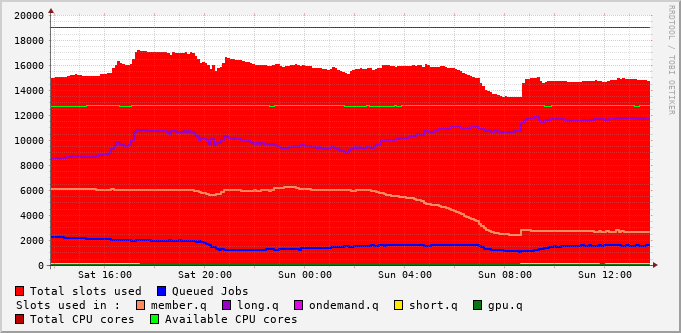 20000
18000
16000
14000
12000
10000
8000
6000
4000
2000
0
Sat 16:00 Sat 20:00 Sun 00:00 Sun 04:00 Sun 08:00 Sun 12:00
RRDTOOL / TOBI OETIKER
Total slots used Queued Jobs
Slots used in : member.q long.q ondemand.q short.q gpu.q
Total CPU cores Available CPU cores